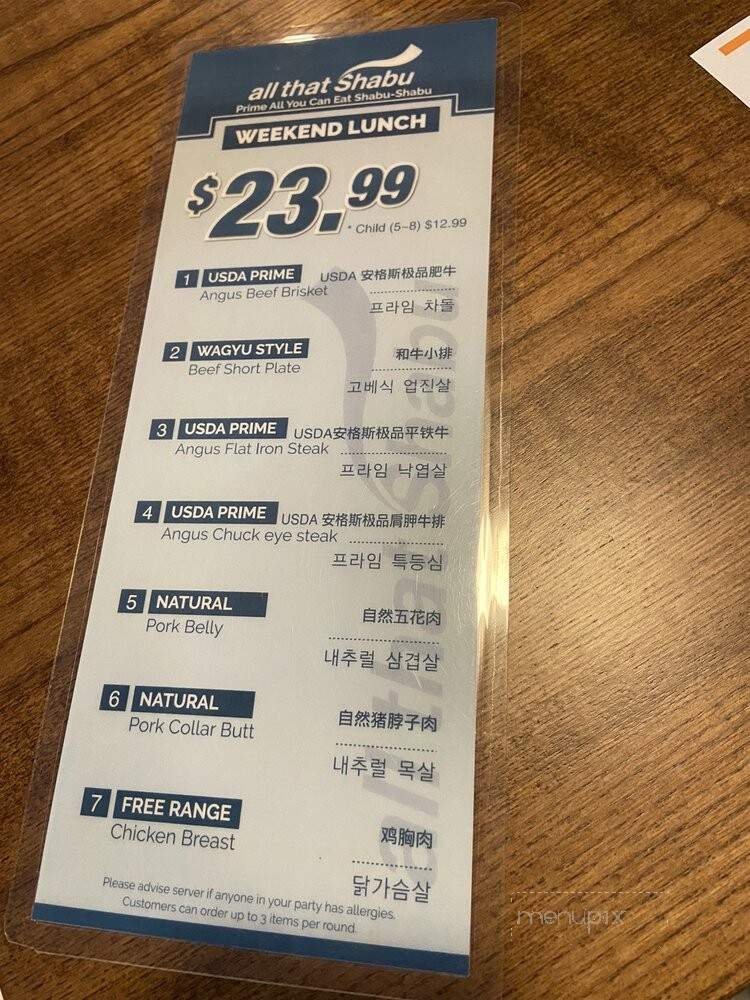 all that Shabu
Prime All You Can Eat Shabu-Shabu
WEEKEND LUNCH
$23.99
* Child (5~8) $12.99
1 USDA PRIME USDA 安格斯极品肥牛
Angus Beef Brisket
프라임 차돌
2 WAGYU STYLE 和牛小排
Beef Short Plate
고베식 업진살
3 USDA PRIME USDA安格斯极品平铁牛
Angus Flat Iron Steak
프라임 낙엽살
4 USDA PRIME USDA 安格斯极品肩胛牛排
Angus Chuck eye steak
프라임 특등심
5 NATURAL 自然五花肉
Pork Belly
내추럴 삼겹살
6 NATURAL 自然猪脖子肉
Pork Collar Butt
내추럴 목살
7 FREE RANGE 鸡胸肉
Chicken Breast
닭가슴살
Please advise server if anyone in your party has allergies.
Customers can order up to 3 items per round.
all that Shabu
menupix